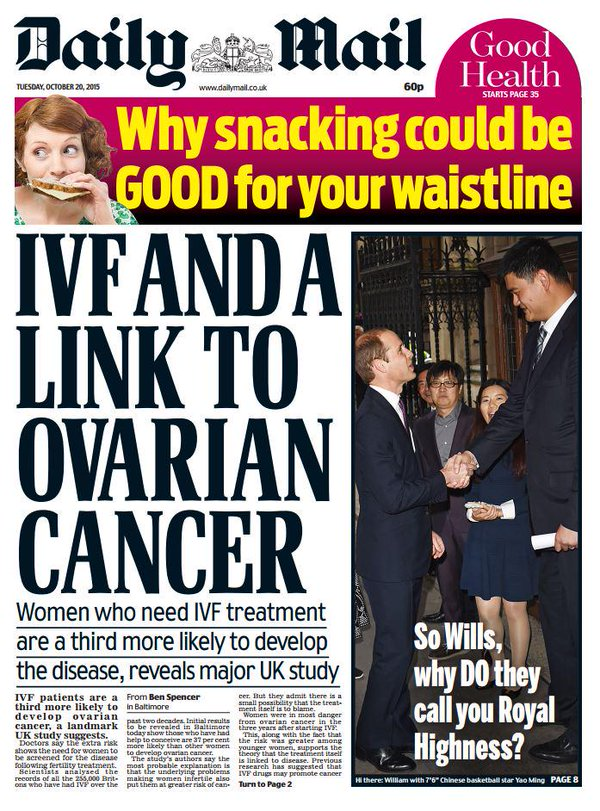 Daily Mail
TUESDAY, OCTOBER 20, 2015
www.dailymail.co.uk
60p
Good
Health
STARTS PAGE 35
Why snacking could be
GOOD for your waistline
IVF AND A
LINK TO
OVARIAN
CANCER
Women who need IVF treatment
are a third more likely to develop
the disease, reveals major UK study
IVF patients are a
third more likely to
develop ovarian
cancer, a landmark
UK study suggests.
Doctors say the extra risk
shows the need for women to
be screened for the disease
following fertility treatment.
Scientists analysed the
records of all the 255,000 Brit-
ons who have had IVF over the
From Ben Spencer
in Baltimore
past two decades. Initial results
to be revealed in Baltimore
today show those who have had
help to conceive are 37 per cent
more likely than other women
to develop ovarian cancer.
The study's authors say the
most probable explanation is
that the underlying problems
making women infertile also
put them at greater risk of can-
cer. But they admit there is a
small possibility that the treat-
ment itself is to blame.
Women were in most danger
from ovarian cancer in the
three years after starting IVF.
This, along with the fact that
the risk was greater among
younger women, supports the
theory that the treatment itself
is linked to disease. Previous
research has suggested that
IVF drugs may promote cancer
Turn to Page 2
So Wills,
why DO they
call you Royal
Highness?
Hi there: William with 7'6" Chinese basketball star Yao Ming PAGE 8